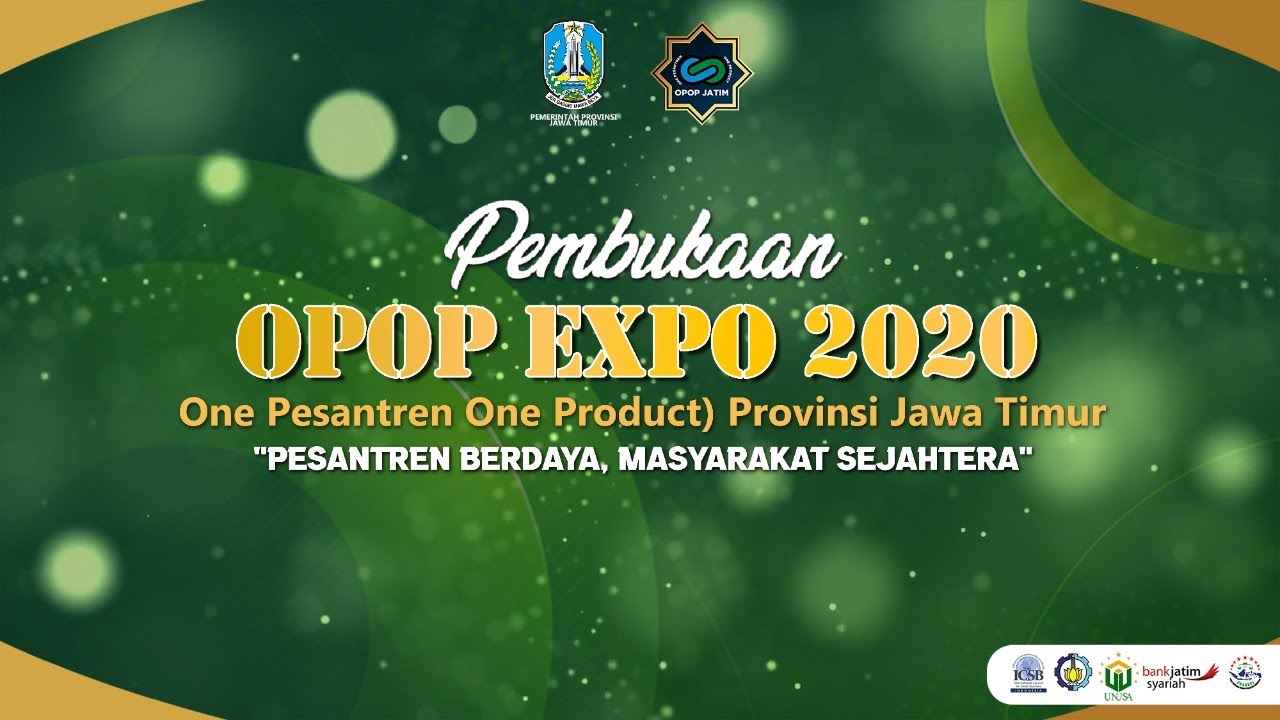 PEMERINTAH PROVINSI
JAWA TIMUR
OPOP JATIM
Pembukaan
OPOP EXPO 2020
One Pesantren One Product) Provinsi Jawa Timur
"PESANTREN BERDAYA, MASYARAKAT SEJAHTERA"
ICSB
INDONESIA
UNUSA
bankjatim
syariah